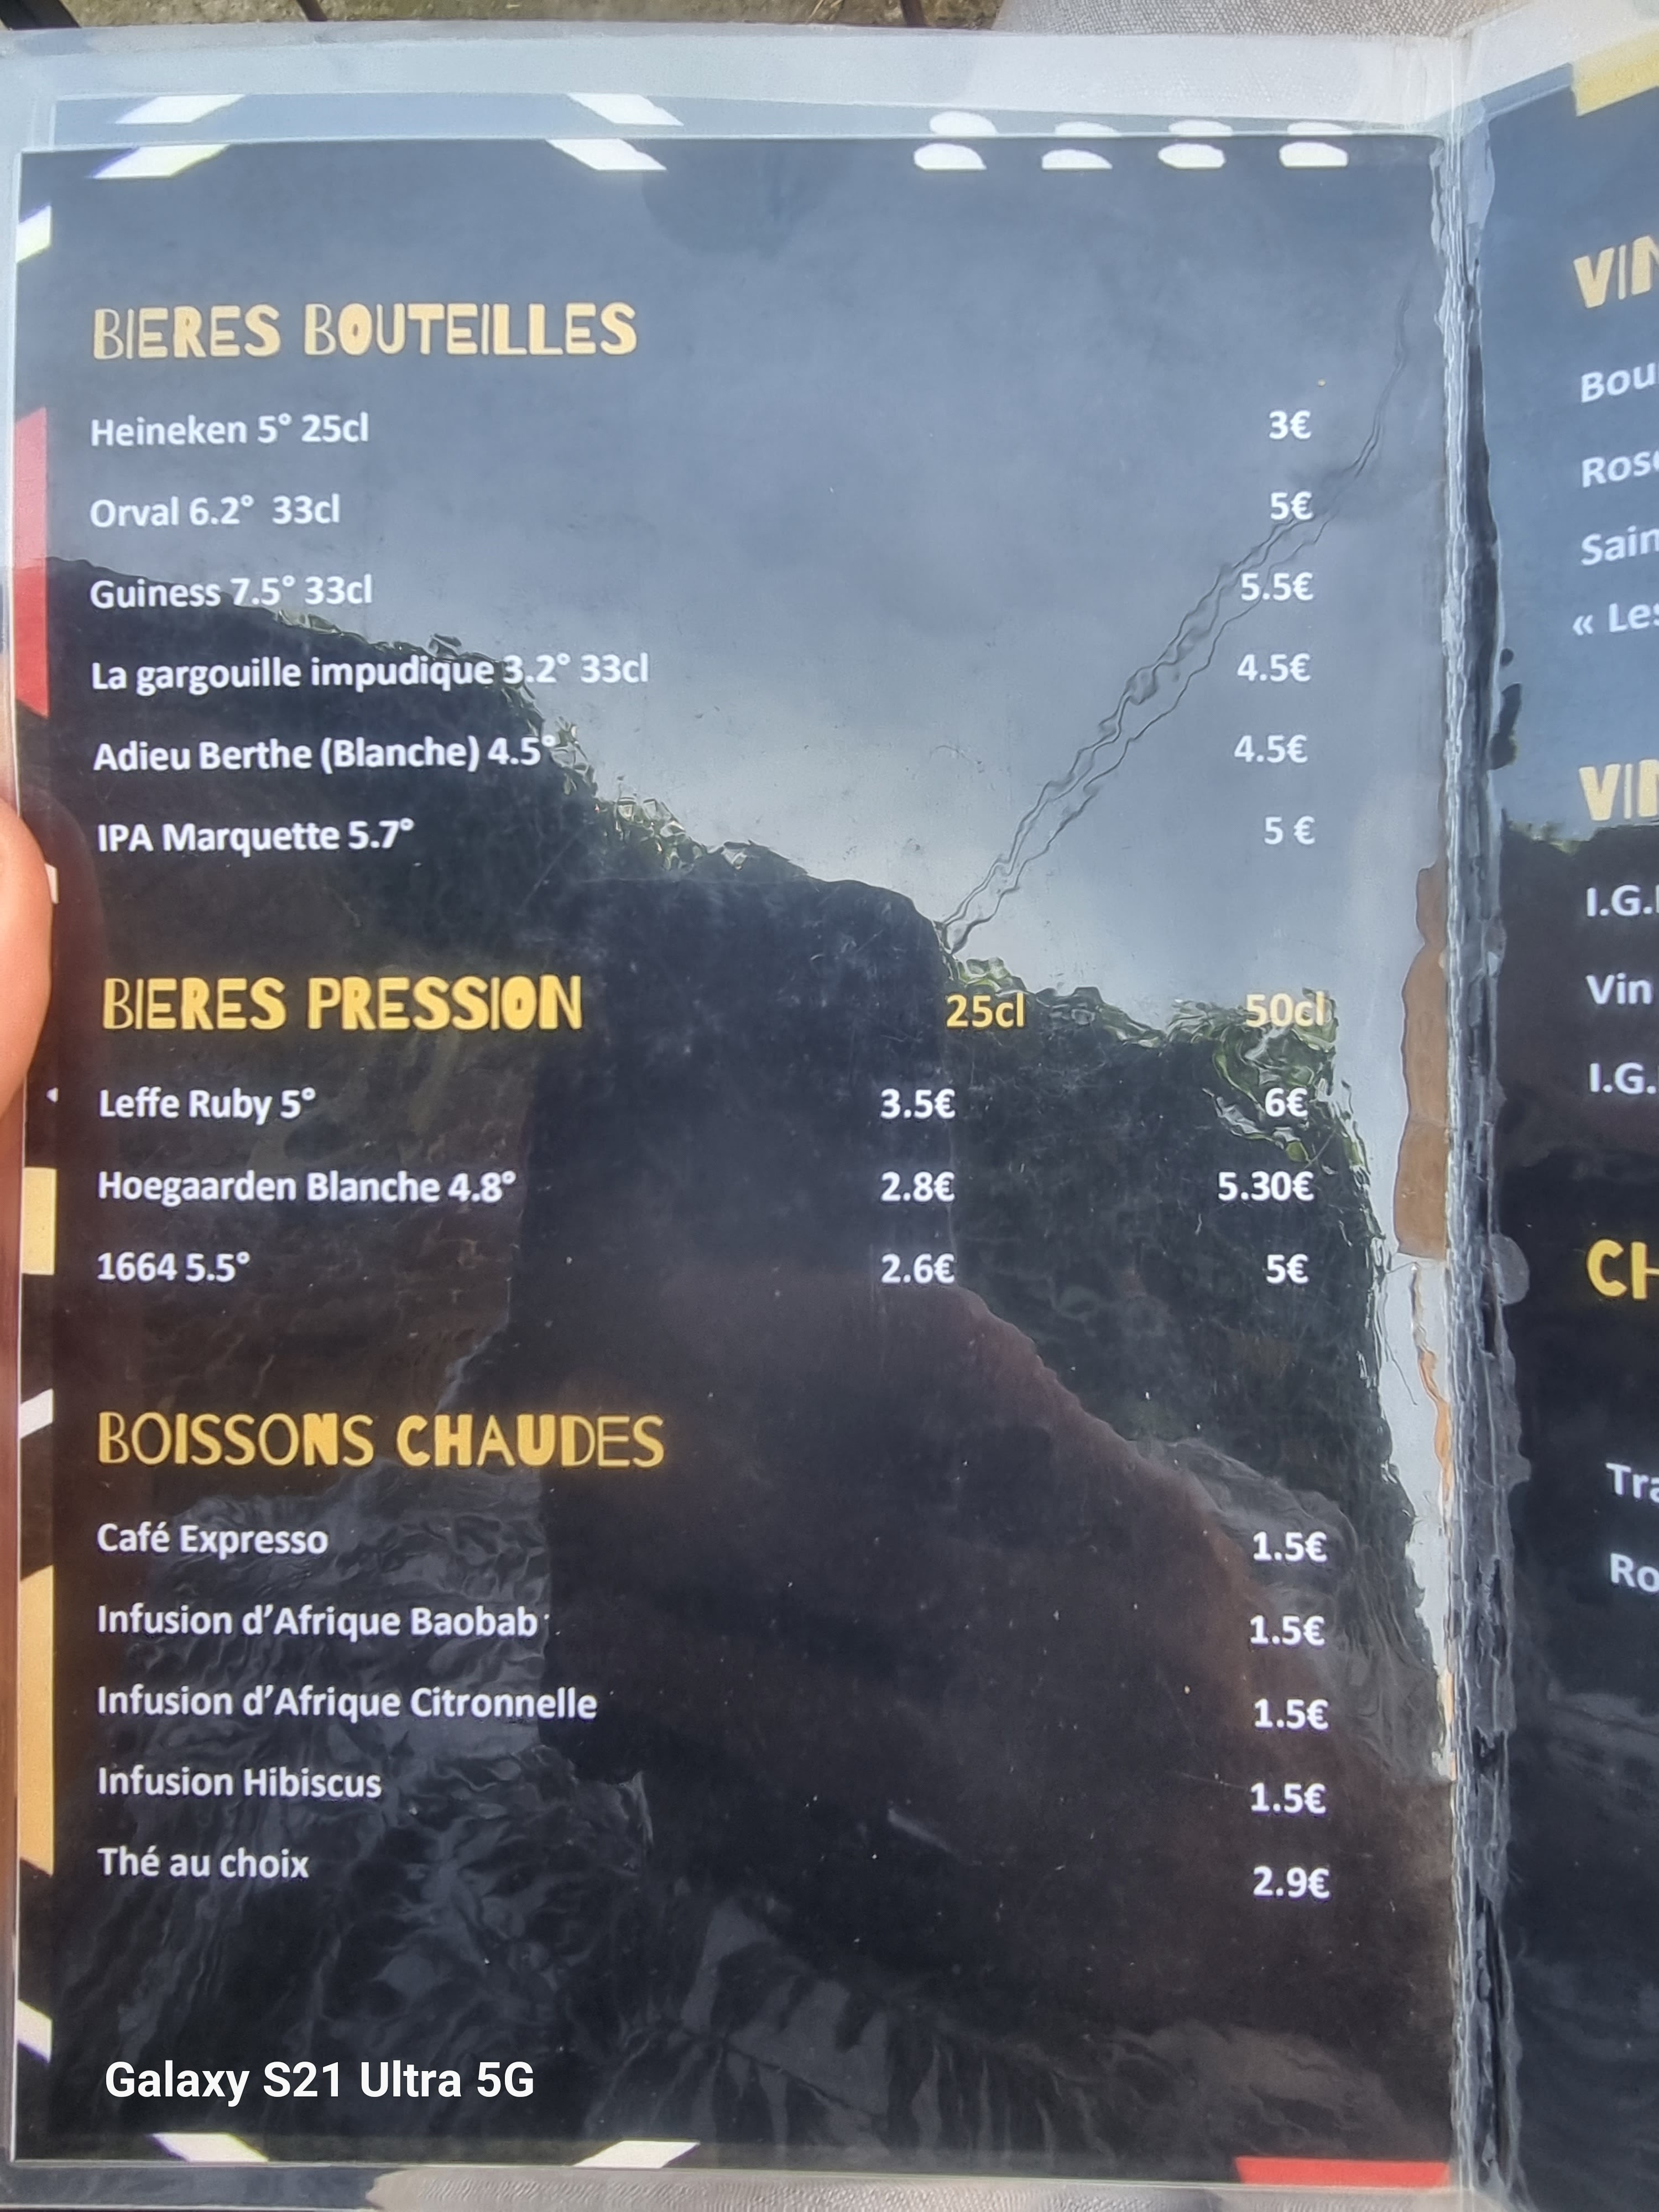 BIERES BOUTEILLES
Heineken 5° 25cl 3€
Orval 6.2° 33cl 5€
Guiness 7.5° 33cl 5.5€
La gargouille impudique 3.2° 33cl 4.5€
Adieu Berthe (Blanche) 4.5° 4.5€
IPA Marquette 5.7° 5 €
BIERES PRESSION 25cl 50cl
Leffe Ruby 5° 3.5€ 6€
Hoegaarden Blanche 4.8° 2.8€ 5.30€
1664 5.5° 2.6€ 5€
BOISSONS CHAUDES
Café Expresso 1.5€
Infusion d’Afrique Baobab 1.5€
Infusion d’Afrique Citronnelle 1.5€
Infusion Hibiscus 1.5€
Thé au choix 2.9€
Galaxy S21 Ultra 5G
Vin